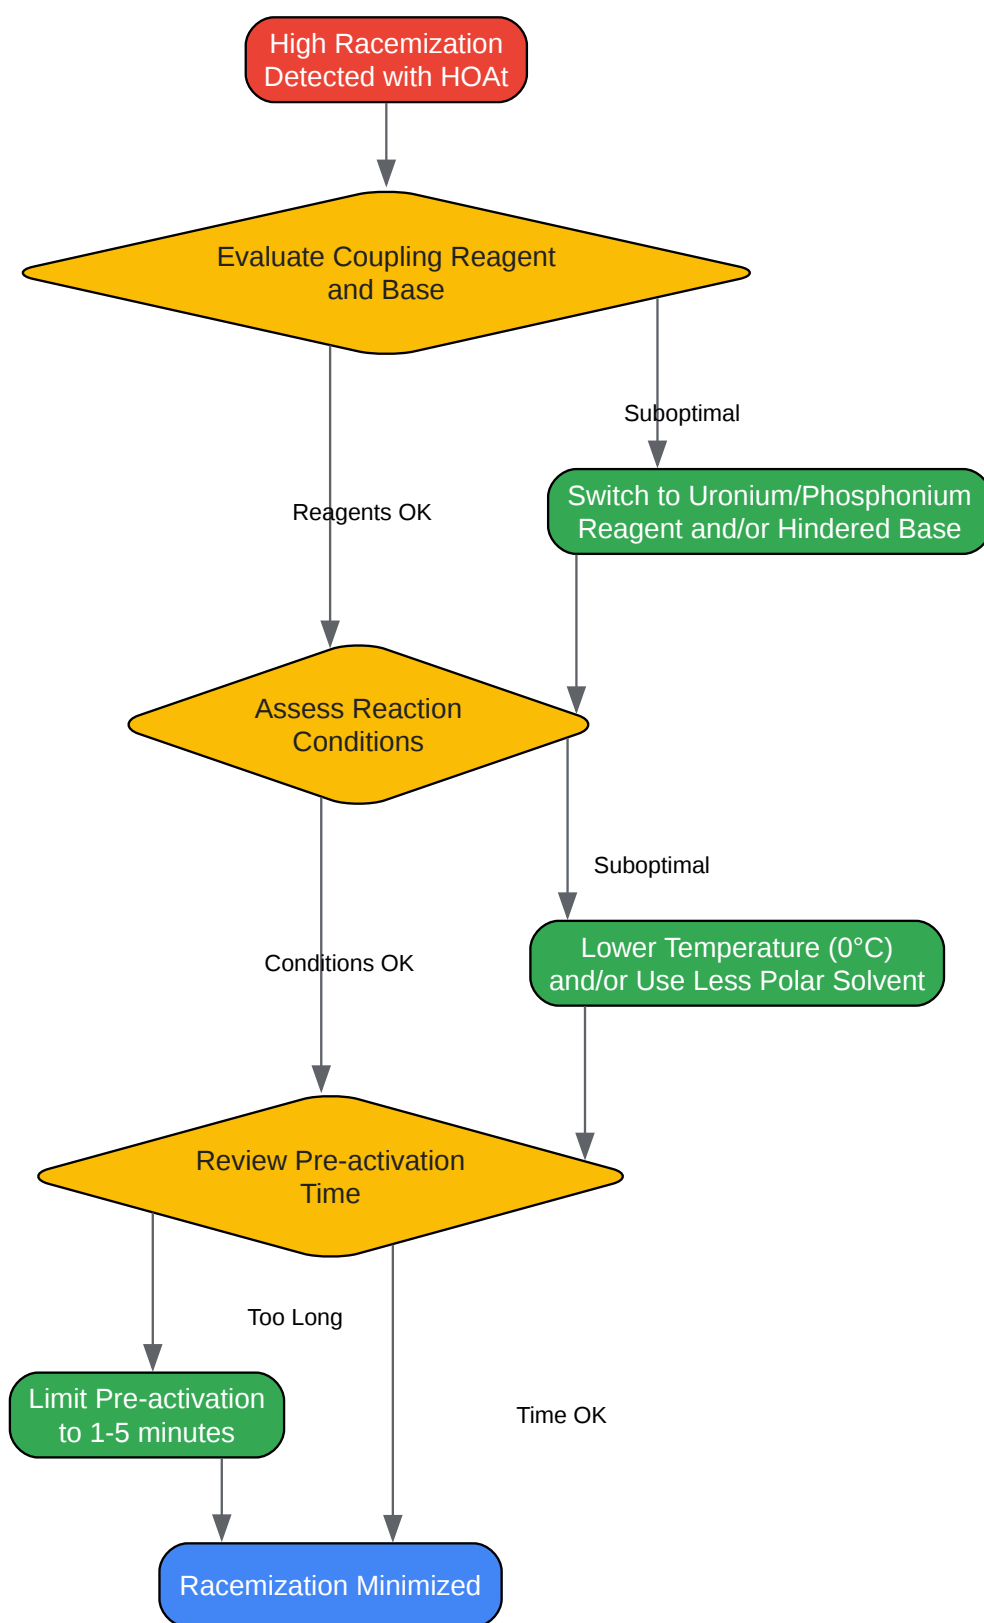 High Racemization
Detected with HOAt
Evaluate Coupling Reagent
and Base
Suboptimal
Switch to Uronium/Phosphonium
Reagent and/or Hindered Base
Reagents OK
Assess Reaction
Conditions
Suboptimal
Lower Temperature (0°C)
and/or Use Less Polar Solvent
Conditions OK
Review Pre-activation
Time
Too Long
Limit Pre-activation
to 1-5 minutes
Time OK
Racemization Minimized